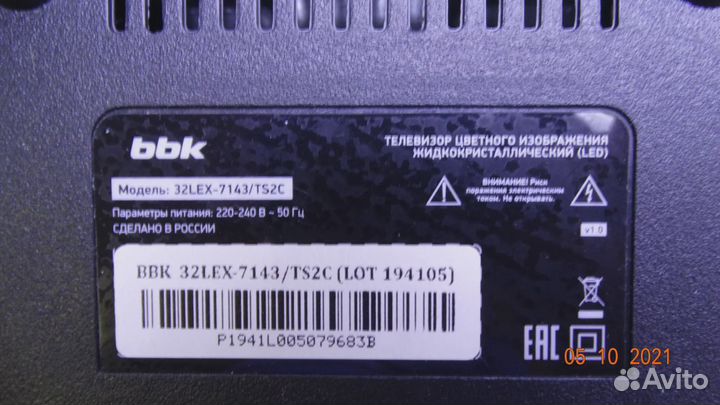 bbk
ТЕЛЕВИЗОР ЦВЕТНОГО ИЗОБРАЖЕНИЯ
ЖИДКОКРИСТАЛЛИЧЕСКИЙ (LED)
Модель: 32LEX-7143/TS2C
Параметры питания: 220-240 В ~ 50 Гц
СДЕЛАНО В РОССИИ
ВНИМАНИЕ! Риск
поражения электрическим
током. Не открывать.
v1.0
BBK 32LEX-7143/TS2C (LOT 194105)
P1941L005079683B
EAC
05 10 2021
Avito